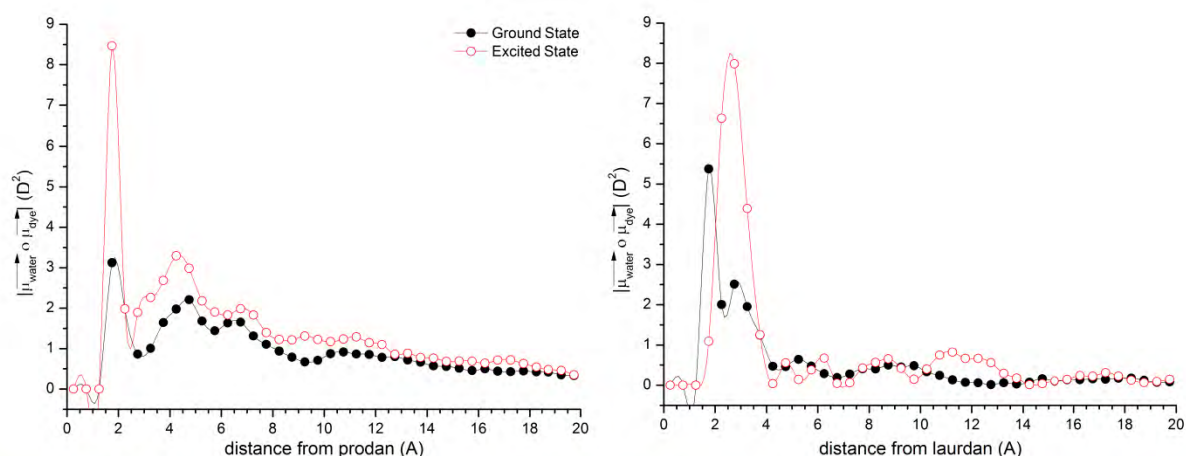 9
8
7
6
5
4
3
2
1
0
|μwater o μdye| (D²)
Ground State
Excited State
0 2 4 6 8 10 12 14 16 18 20
distance from prodan (A)
9
8
7
6
5
4
3
2
1
0
|μwater o μdye| (D²)
0 2 4 6 8 10 12 14 16 18 20
distance from laurdan (A)